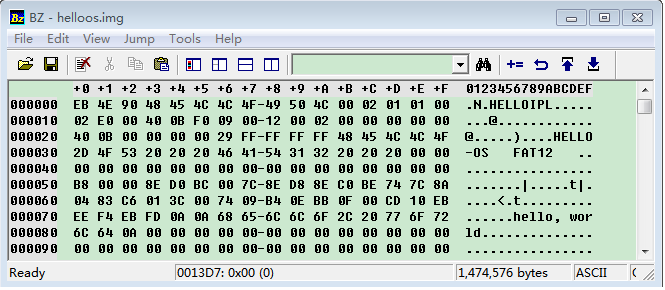 BZ - helloos.img
File Edit View Jump Tools Help
+0 +1 +2 +3 +4 +5 +6 +7 +8 +9 +A +B +C +D +E +F 0123456789ABCDEF
000000 EB 4E 90 48 45 4C 4C 4F-49 50 4C 00 02 01 01 00 .N.HELLOIPL.....
000010 02 E0 00 40 0B F0 09 00-12 00 02 00 00 00 00 00 ...@............
000020 40 0B 00 00 00 00 29 FF-FF FF FF 48 45 4C 4C 4F @.....)....HELLO
000030 2D 4F 53 20 20 20 46 41-54 31 32 20 20 20 00 00 -OS   FAT12   ..
000040 00 00 00 00 00 00 00 00-00 00 00 00 00 00 00 00 ................
000050 B8 00 00 8E D0 BC 00 7C-8E D8 8E C0 BE 74 7C 8A .......|.....t|.
000060 04 83 C6 01 3C 00 74 09-B4 0E BB 0F 00 CD 10 EB ....<.t.........
000070 EE F4 EB FD 0A 0A 68 65-6C 6C 6F 2C 20 77 6F 72 ......hello, wor
000080 6C 64 0A 00 00 00 00 00-00 00 00 00 00 00 00 00 ld..............
000090 00 00 00 00 00 00 00 00-00 00 00 00 00 00 00 00 ................
Ready 0013D7: 0x00 (0) 1,474,576 bytes ASCII